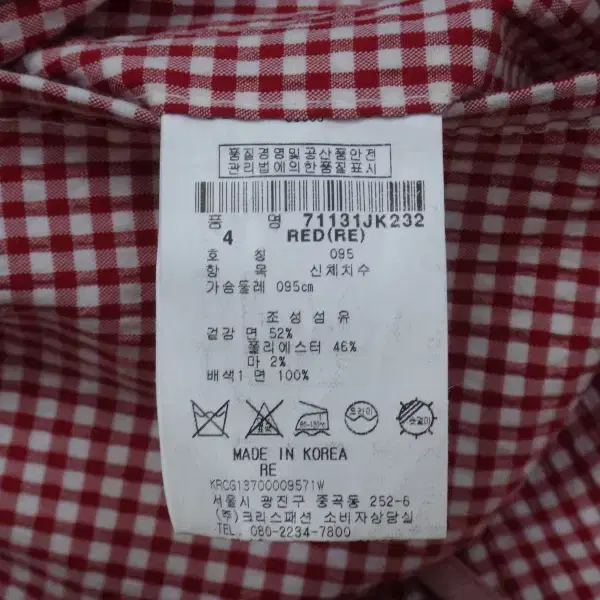 품질경영및공산품안전
관리법에의한품질표시
품 명 71131JK232
4 RED(RE)
호 칭 095
항 목 신체치수
가슴둘레 095cm
조성섬유
겉감 면 52%
폴리에스터 46%
마 2%
배색1 면 100%
드라이
MADE IN KOREA
RE
KRCG13700009571W
서울시 광진구 중곡동 252-6
(주)크리스패션 소비자상담실
TEL. 080-2234-7800